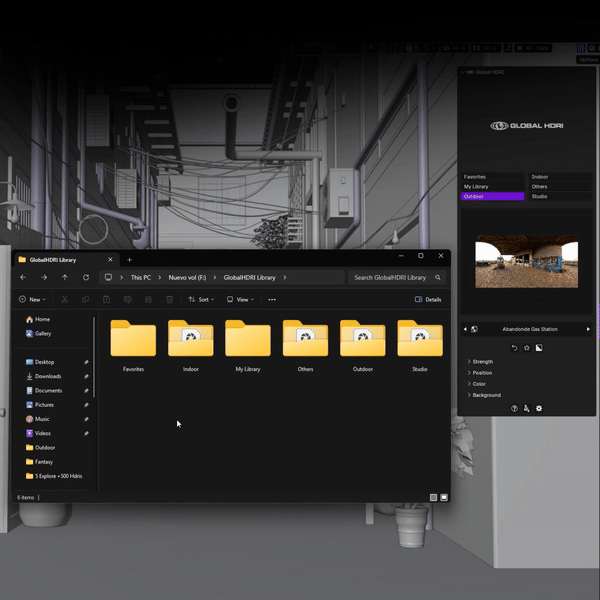 Options
Global HDRI
GLOBAL HDRI
Favorites
Indoor
My Library
Others
Outdoor
Studio
Abandonde Gas Station
Strength
Position
Color
Background
GlobalHDRI Library
This PC > Nuevo vol (F:) > GlobalHDRI Library >
Search GlobalHDRI Library
New
Sort
View
Details
Home
Gallery
Desktop
Downloads
Documents
Pictures
Music
Videos
Outdoor
Fantasy
5 Explore +500 Hdris
Favorites
Indoor
My Library
Others
Outdoor
Studio
6 items